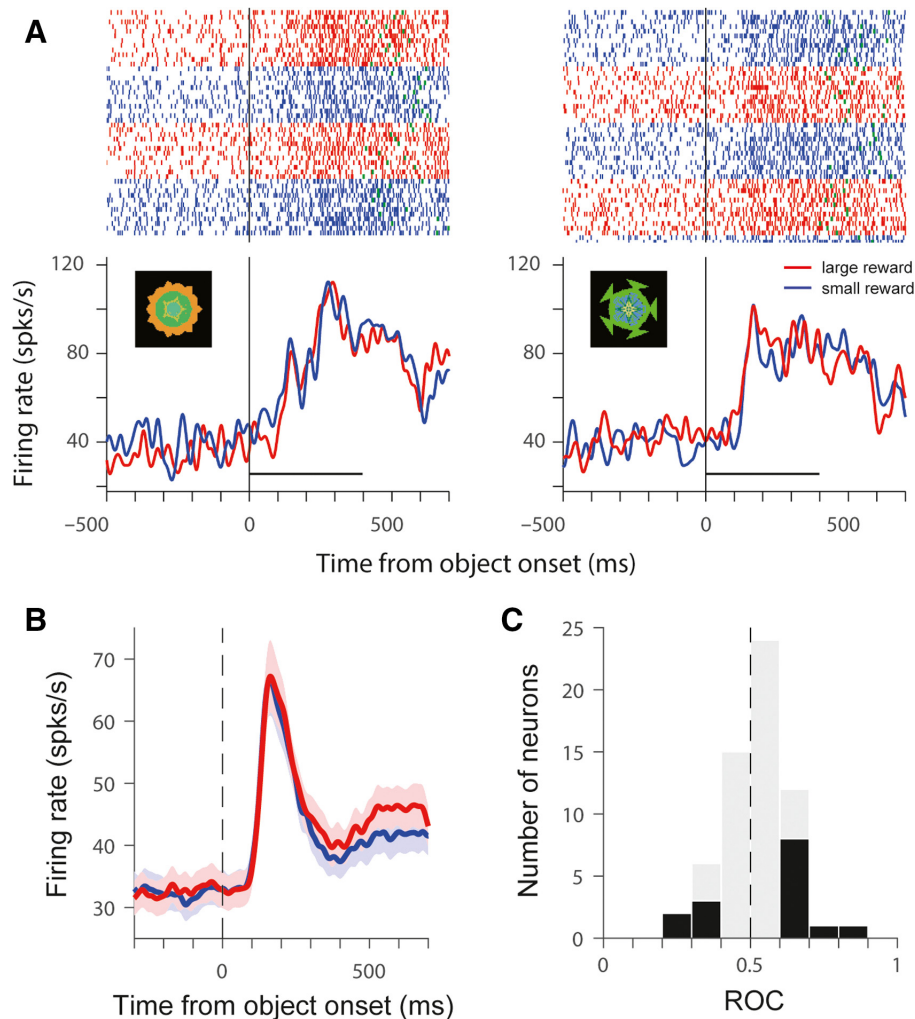 A
Firing rate (spks/s)
120
80
40
−500
0
500
120
80
40
large reward
small reward
−500
0
500
Time from object onset (ms)
B
Firing rate (spks/s)
70
60
50
40
30
0
500
Time from object onset (ms)
C
Number of neurons
25
20
15
10
5
0
0
0.5
1
ROC